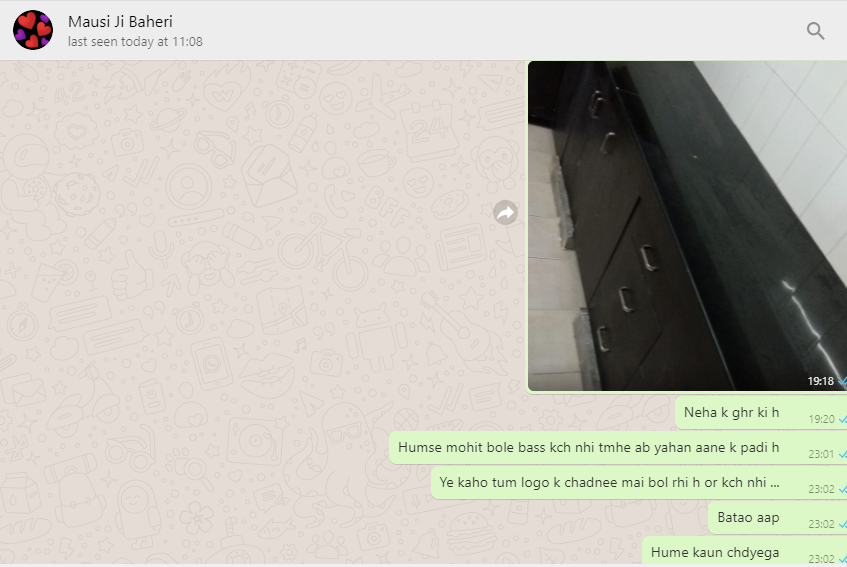 Mausi Ji Baheri
last seen today at 11:08
19:18
Neha k ghr ki h
19:20
Humse mohit bole bass kch nhi tmhe ab yahan aane k padi h
23:01
Ye kaho tum logo k chadnee mai bol rhi h or kch nhi ...
23:02
Batao aap
23:02
Hume kaun chdyega
23:02